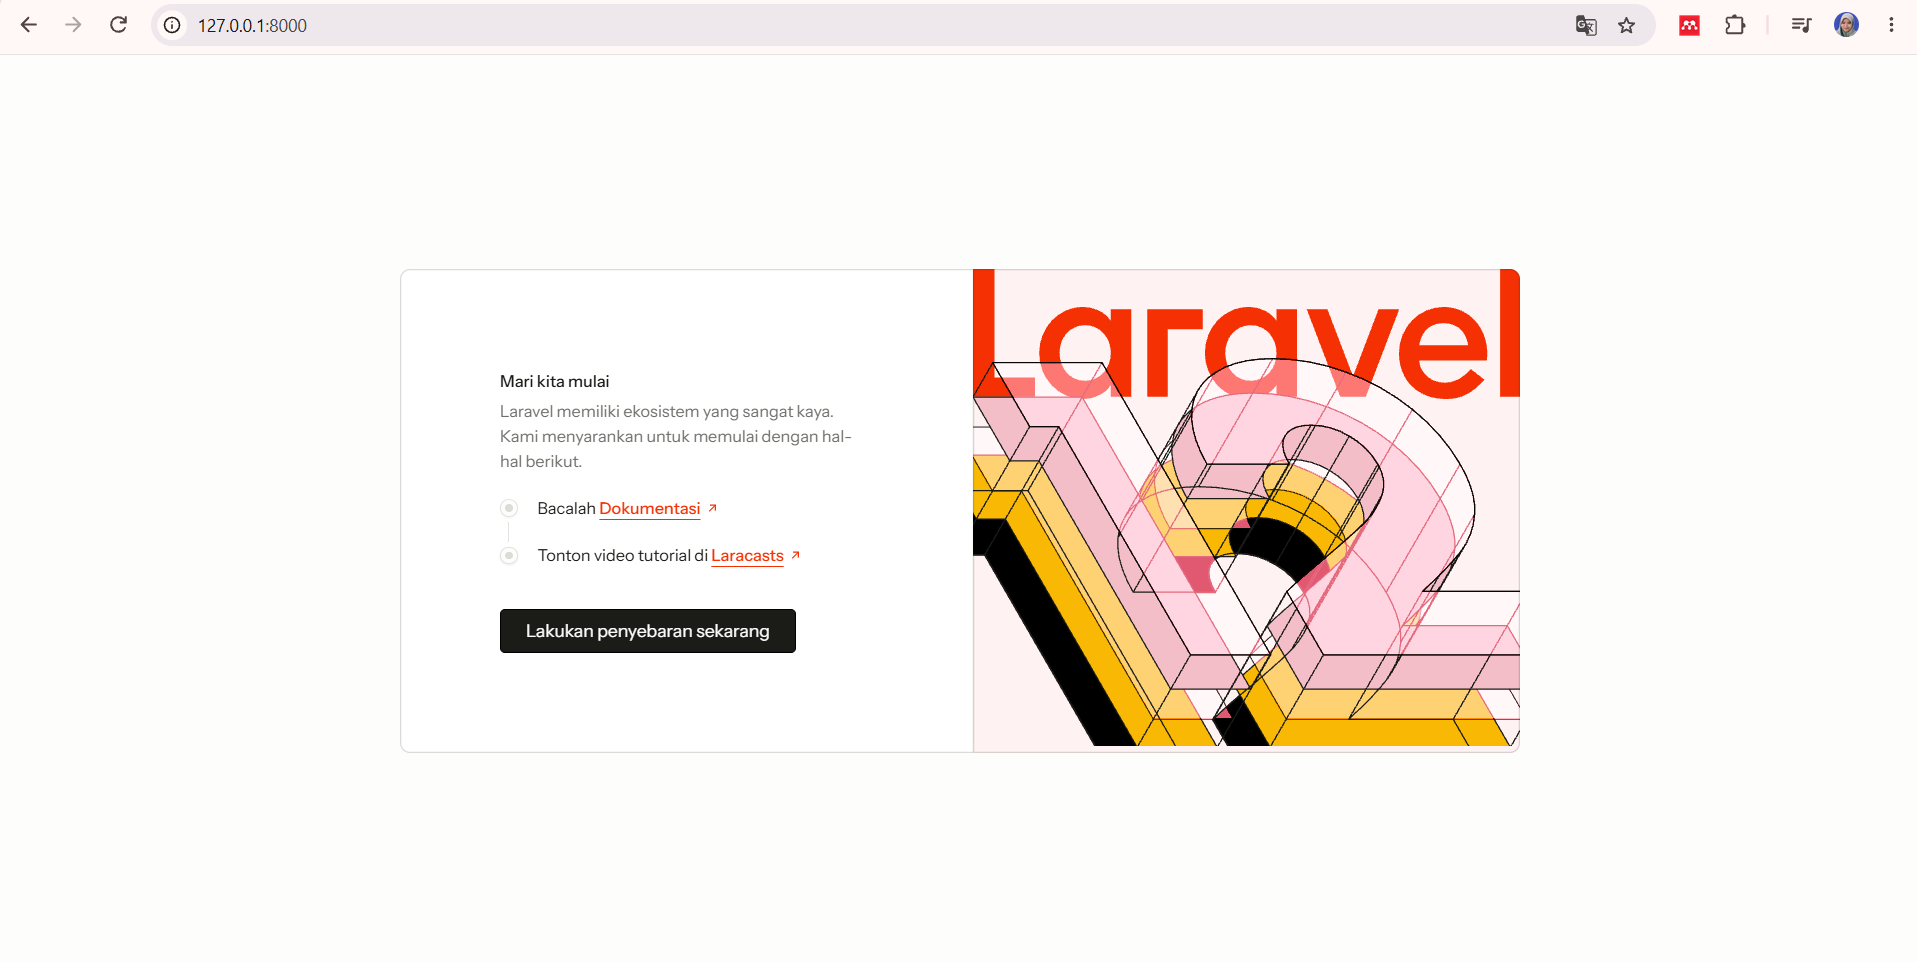 127.0.0.1:8000
Laravel
Mari kita mulai
Laravel memiliki ekosistem yang sangat kaya.
Kami menyarankan untuk memulai dengan hal-
hal berikut.
Bacalah Dokumentasi
Tonton video tutorial di Laracasts
Lakukan penyebaran sekarang